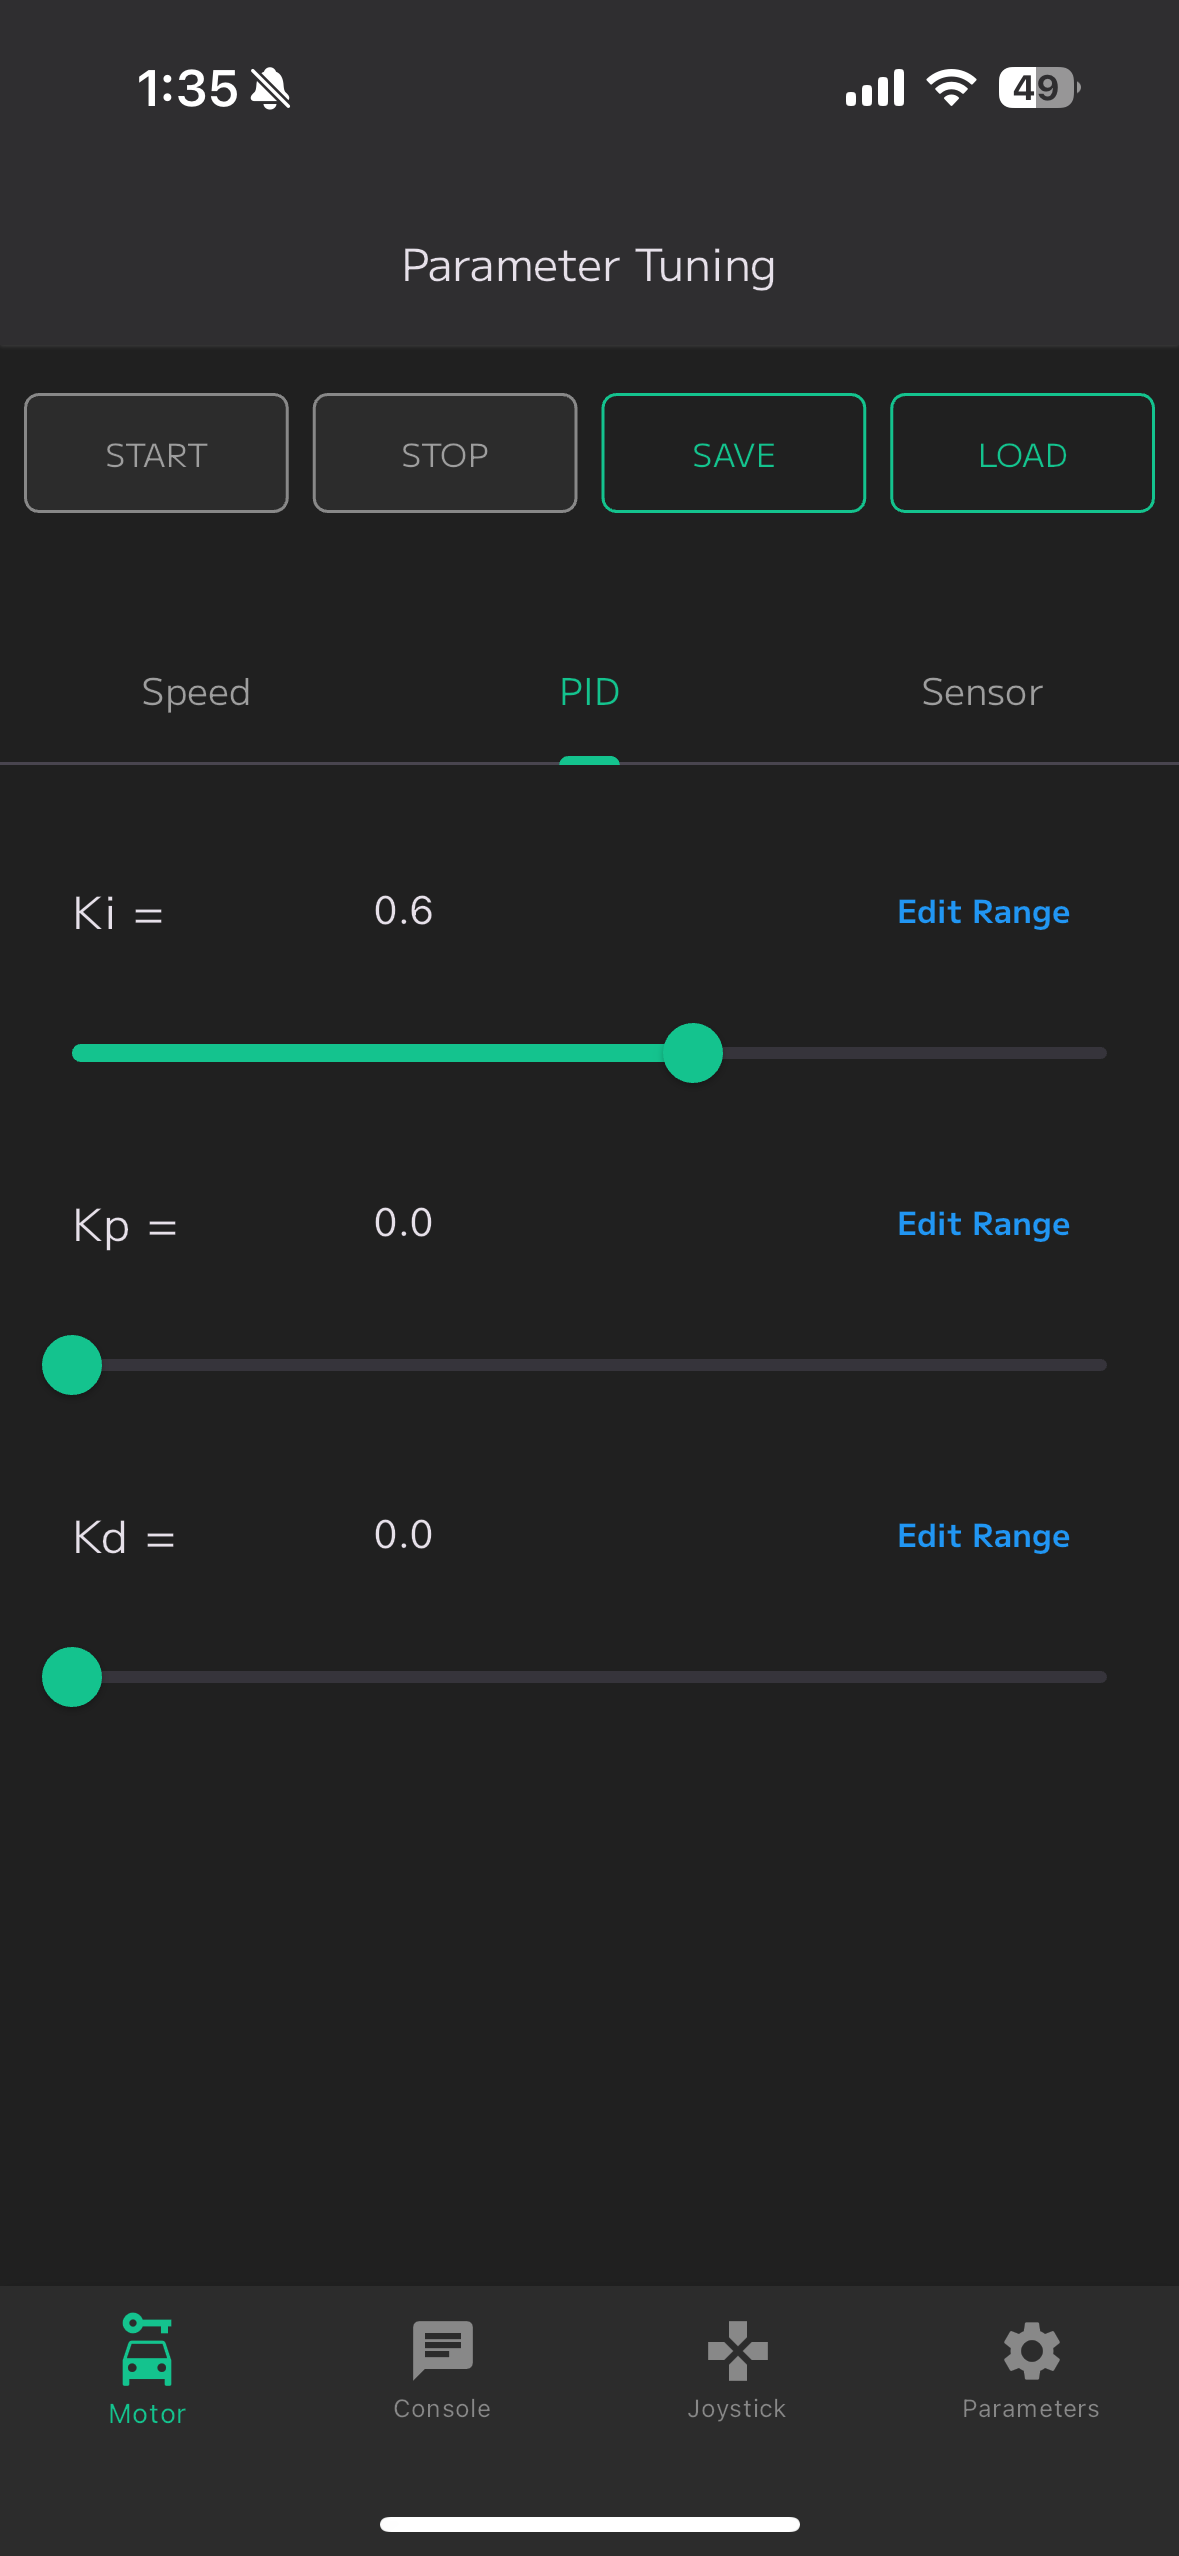 1:35 49
Parameter Tuning
START STOP SAVE LOAD
Speed PID Sensor
Ki = 0.6 Edit Range
Kp = 0.0 Edit Range
Kd = 0.0 Edit Range
Motor Console Joystick Parameters